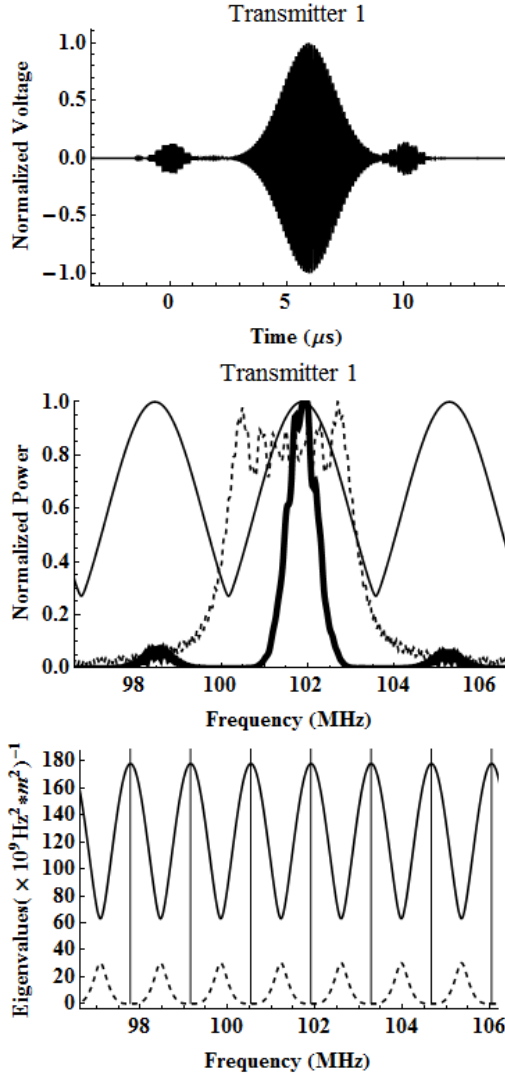 Transmitter 1
Normalized Voltage
1.0
0.5
0.0
−0.5
−1.0
0 5 10
Time (μs)
Transmitter 1
Normalized Power
1.0
0.8
0.6
0.4
0.2
0.0
98 100 102 104 106
Frequency (MHz)
Eigenvalues( × 10⁹ Hz²*m²)⁻¹
180
160
140
120
100
80
60
40
20
0
98 100 102 104 106
Frequency (MHz)